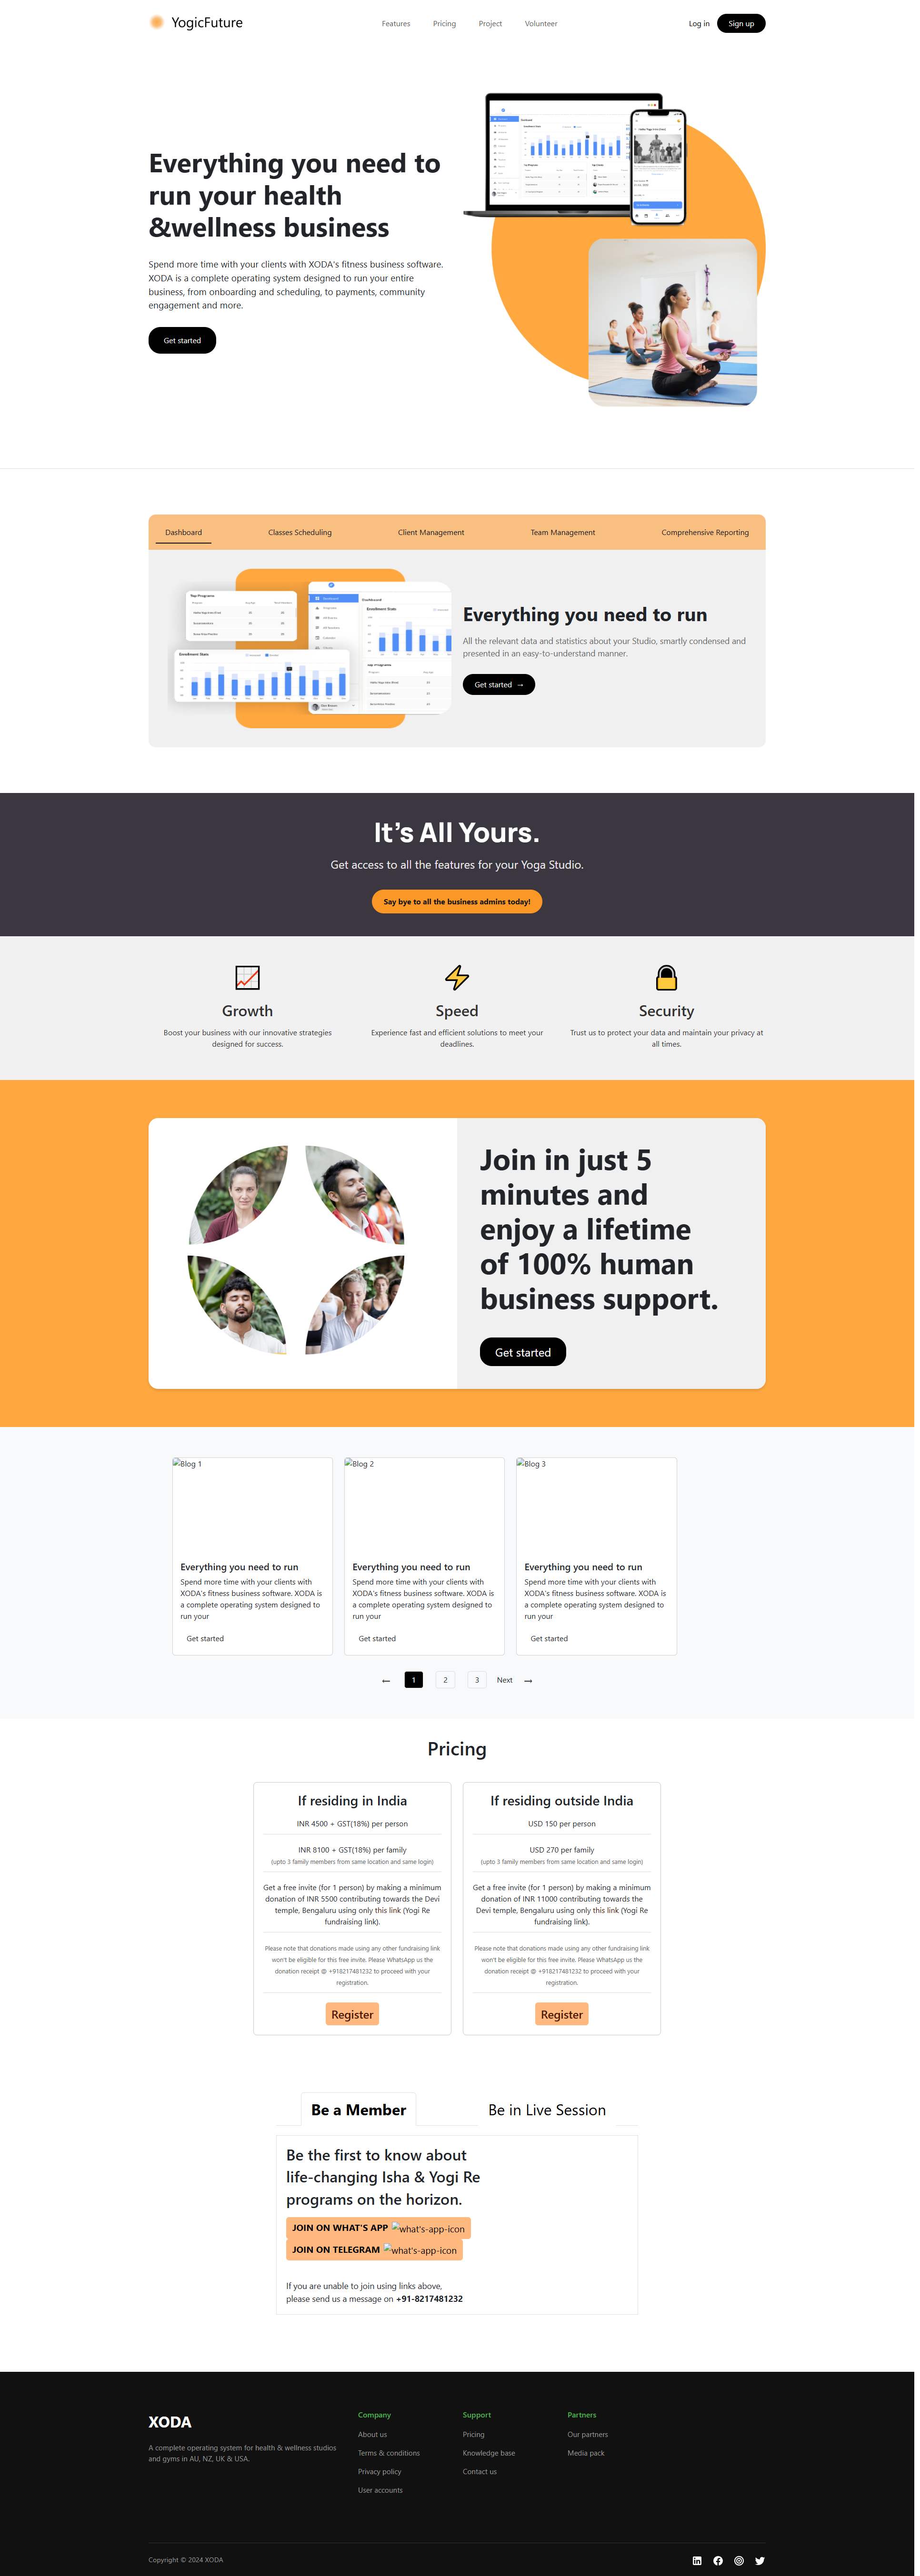 YogicFuture
Features
Pricing
Project
Volunteer
Log in
Sign up
Everything you need to
run your health
&wellness business
Spend more time with your clients with XODA's fitness business software.
XODA is a complete operating system designed to run your entire
business, from onboarding and scheduling, to payments, community
engagement and more.
Get started
Dashboard
Classes Scheduling
Client Management
Team Management
Comprehensive Reporting
Top Programs
Enrollment Stats
Dashboard
Enrollment Stats
Top Programs
Everything you need to run
All the relevant data and statistics about your Studio, smartly condensed and
presented in an easy-to-understand manner.
Get started →
It's All Yours.
Get access to all the features for your Yoga Studio.
Say bye to all the business admins today!
Growth
Boost your business with our innovative strategies
designed for success.
Speed
Experience fast and efficient solutions to meet your
deadlines.
Security
Trust us to protect your data and maintain your privacy at
all times.
Join in just 5
minutes and
enjoy a lifetime
of 100% human
business support.
Get started
Blog 1
Everything you need to run
Spend more time with your clients with
XODA's fitness business software. XODA is
a complete operating system designed to
run your
Get started
Blog 2
Everything you need to run
Spend more time with your clients with
XODA's fitness business software. XODA is
a complete operating system designed to
run your
Get started
Blog 3
Everything you need to run
Spend more time with your clients with
XODA's fitness business software. XODA is
a complete operating system designed to
run your
Get started
← 1 2 3 Next →
Pricing
If residing in India
INR 4500 + GST(18%) per person
INR 8100 + GST(18%) per family
(upto 3 family members from same location and same login)
Get a free invite (for 1 person) by making a minimum
donation of INR 5500 contributing towards the Devi
temple, Bengaluru using only this link (Yogi Re
fundraising link).
Please note that donations made using any other fundraising link
won't be eligible for this free invite. Please WhatsApp us the
donation receipt @ +918217481232 to proceed with your
registration.
Register
If residing outside India
USD 150 per person
USD 270 per family
(upto 3 family members from same location and same login)
Get a free invite (for 1 person) by making a minimum
donation of INR 11000 contributing towards the
Devi temple, Bengaluru using only this link (Yogi Re
fundraising link).
Please note that donations made using any other fundraising link
won't be eligible for this free invite. Please WhatsApp us the
donation receipt @ +918217481232 to proceed with your
registration.
Register
Be a Member
Be in Live Session
Be the first to know about
life-changing Isha & Yogi Re
programs on the horizon.
JOIN ON WHAT'S APP what's-app-icon
JOIN ON TELEGRAM what's-app-icon
If you are unable to join using links above,
please send us a message on +91-8217481232
XODA
A complete operating system for health & wellness studios
and gyms in AU, NZ, UK & USA.
Company
About us
Terms & conditions
Privacy policy
User accounts
Support
Pricing
Knowledge base
Contact us
Partners
Our partners
Media pack
Copyright © 2024 XODA